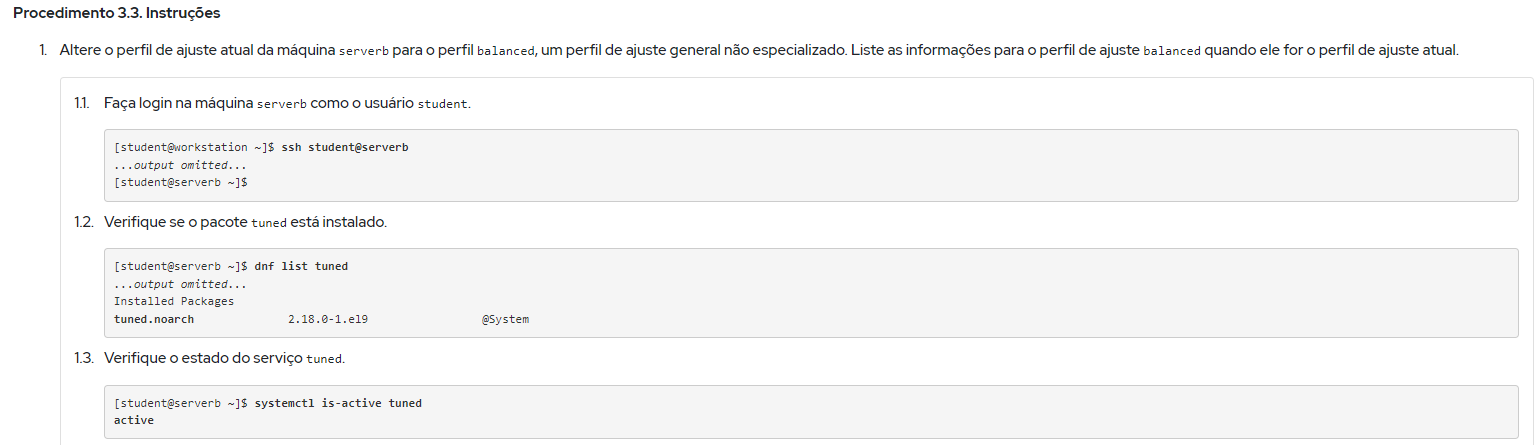 Procedimento 3.3. Instruções
1. Altere o perfil de ajuste atual da máquina serverb para o perfil balanced, um perfil de ajuste general não especializado. Liste as informações para o perfil de ajuste balanced quando ele for o perfil de ajuste atual.
1.1. Faça login na máquina serverb como o usuário student.
[student@workstation ~]$ ssh student@serverb
...output omitted...
[student@serverb ~]$
1.2. Verifique se o pacote tuned está instalado.
[student@serverb ~]$ dnf list tuned
...output omitted...
Installed Packages
tuned.noarch 2.18.0-1.el9 @System
1.3. Verifique o estado do serviço tuned.
[student@serverb ~]$ systemctl is-active tuned
active